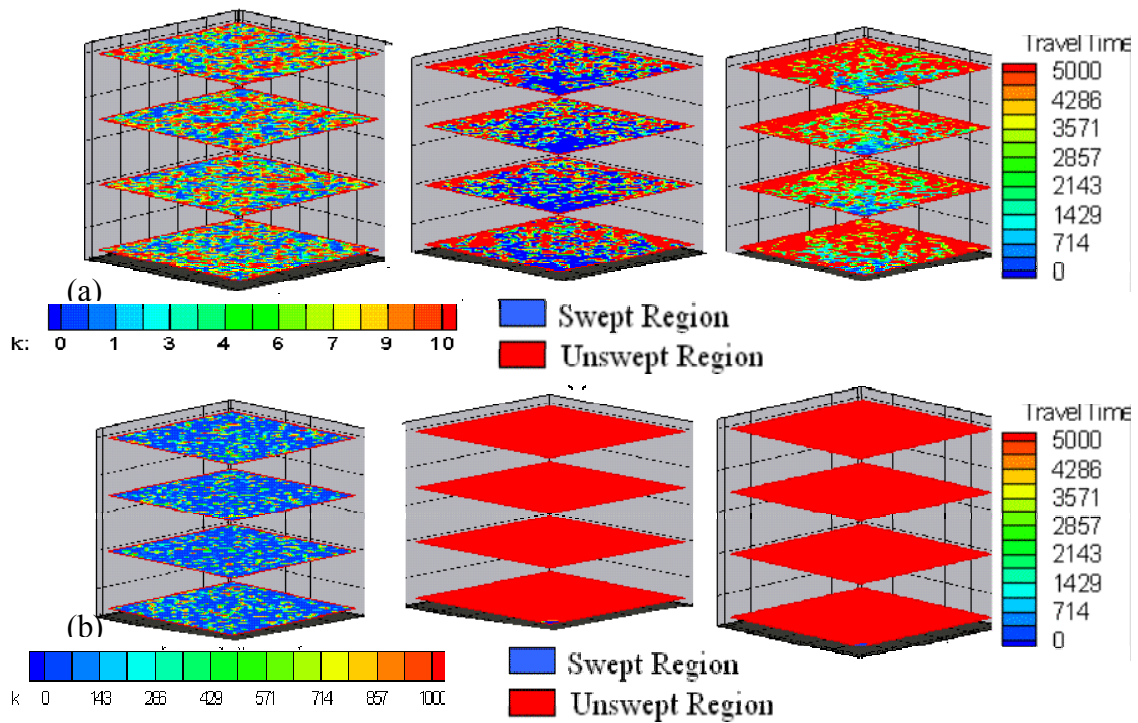 Travel Time
5000
4286
3571
2857
2143
1429
714
0
(a)
k: 0 1 3 4 6 7 9 10
Swept Region
Unswept Region
Travel Time
5000
4286
3571
2857
2143
1429
714
0
(b)
k 0 143 286 429 571 714 857 1000
Swept Region
Unswept Region